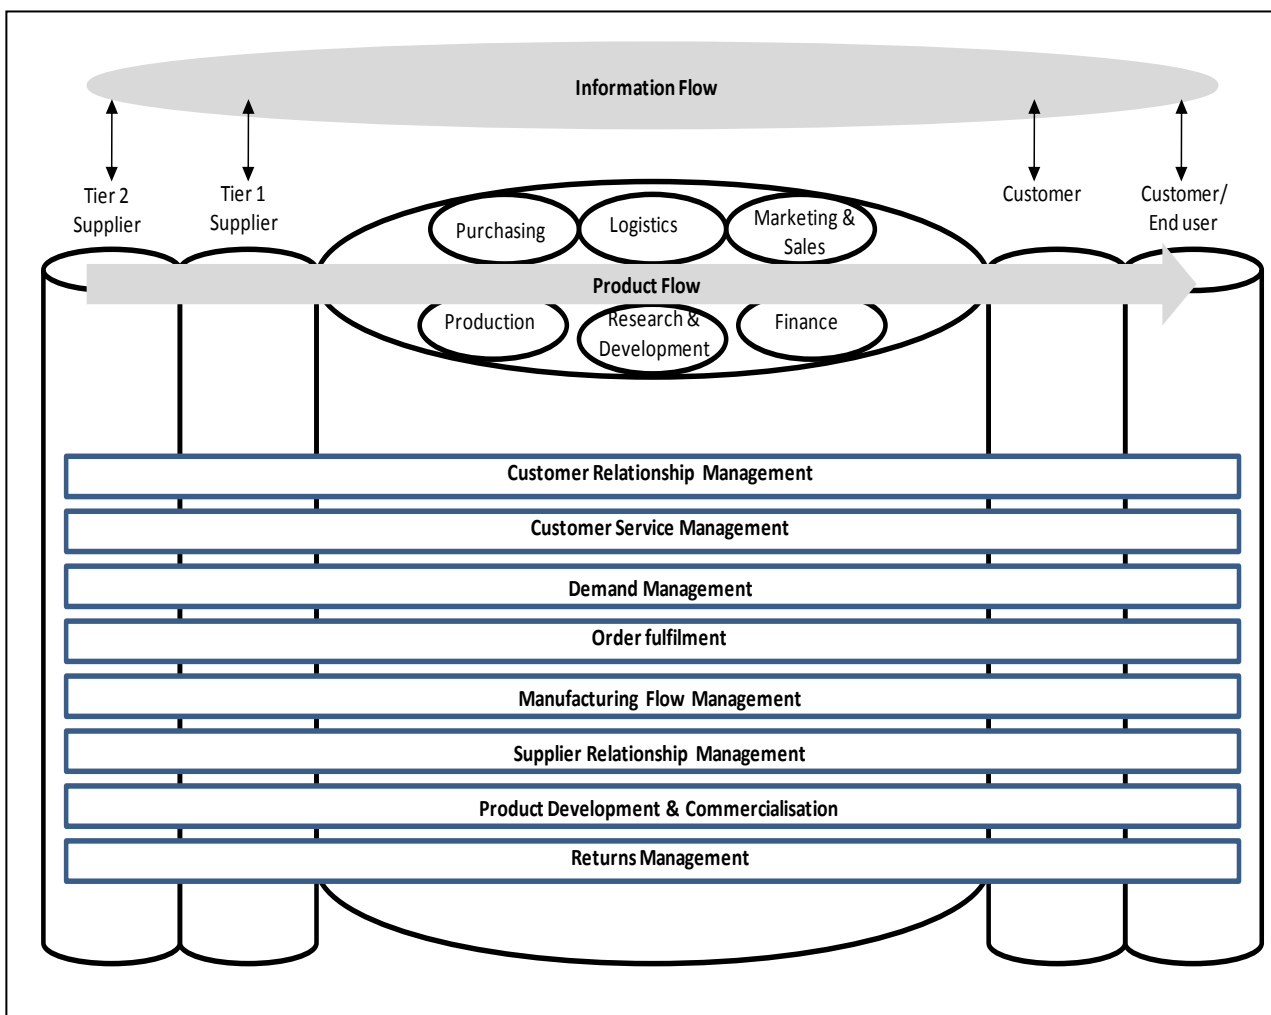 Information Flow
Tier 2
Supplier
Tier 1
Supplier
Customer
Customer/
End user
Purchasing
Logistics
Marketing &
Sales
Product Flow
Production
Research &
Development
Finance
Customer Relationship Management
Customer Service Management
Demand Management
Order fulfilment
Manufacturing Flow Management
Supplier Relationship Management
Product Development & Commercialisation
Returns Management